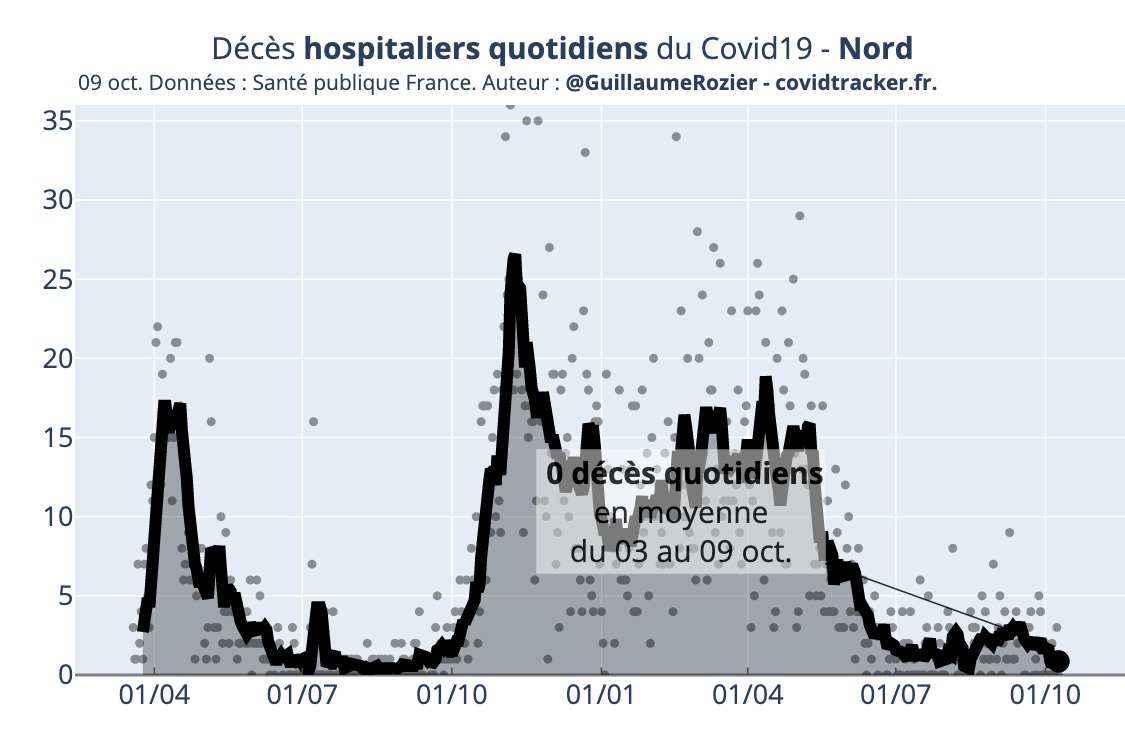 Décès hospitaliers quotidiens du Covid19 - Nord
09 oct. Données : Santé publique France. Auteur : @GuillaumeRozier - covidtracker.fr.
35
30
25
20
15
10
5
0
0 décès quotidiens
en moyenne
du 03 au 09 oct.
01/04 01/07 01/10 01/01 01/04 01/07 01/10